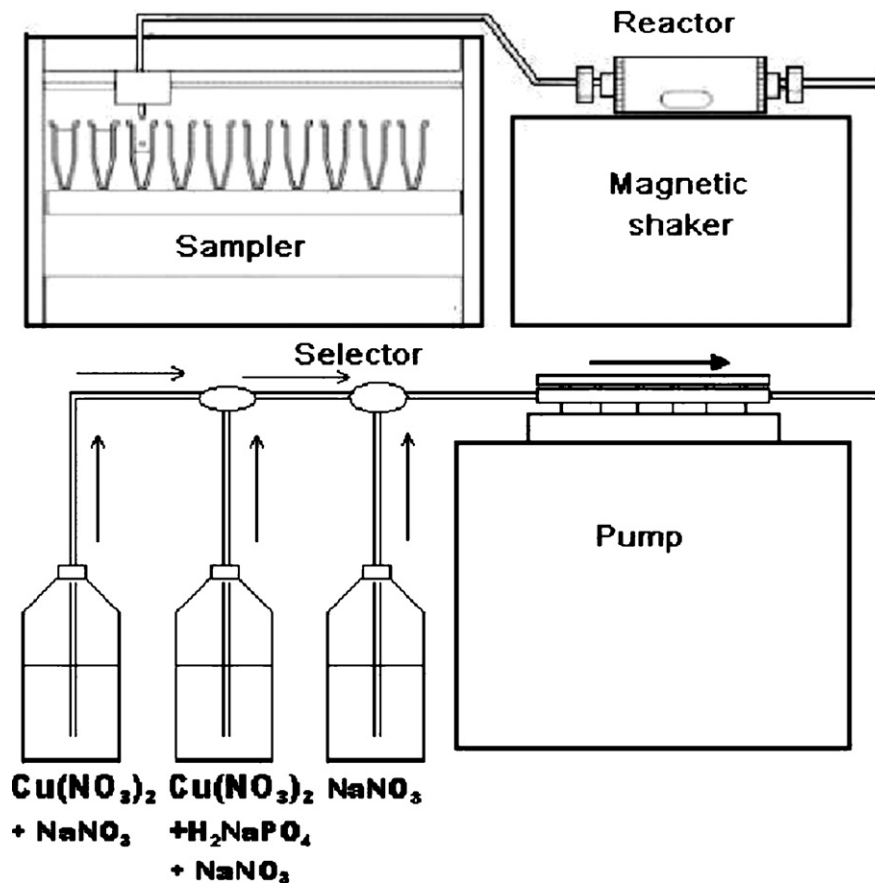 Reactor
Magnetic
shaker
Sampler
Selector
Pump
Cu(NO₃)₂
+ NaNO₃
Cu(NO₃)₂
+H₂NaPO₄
+ NaNO₃
NaNO₃